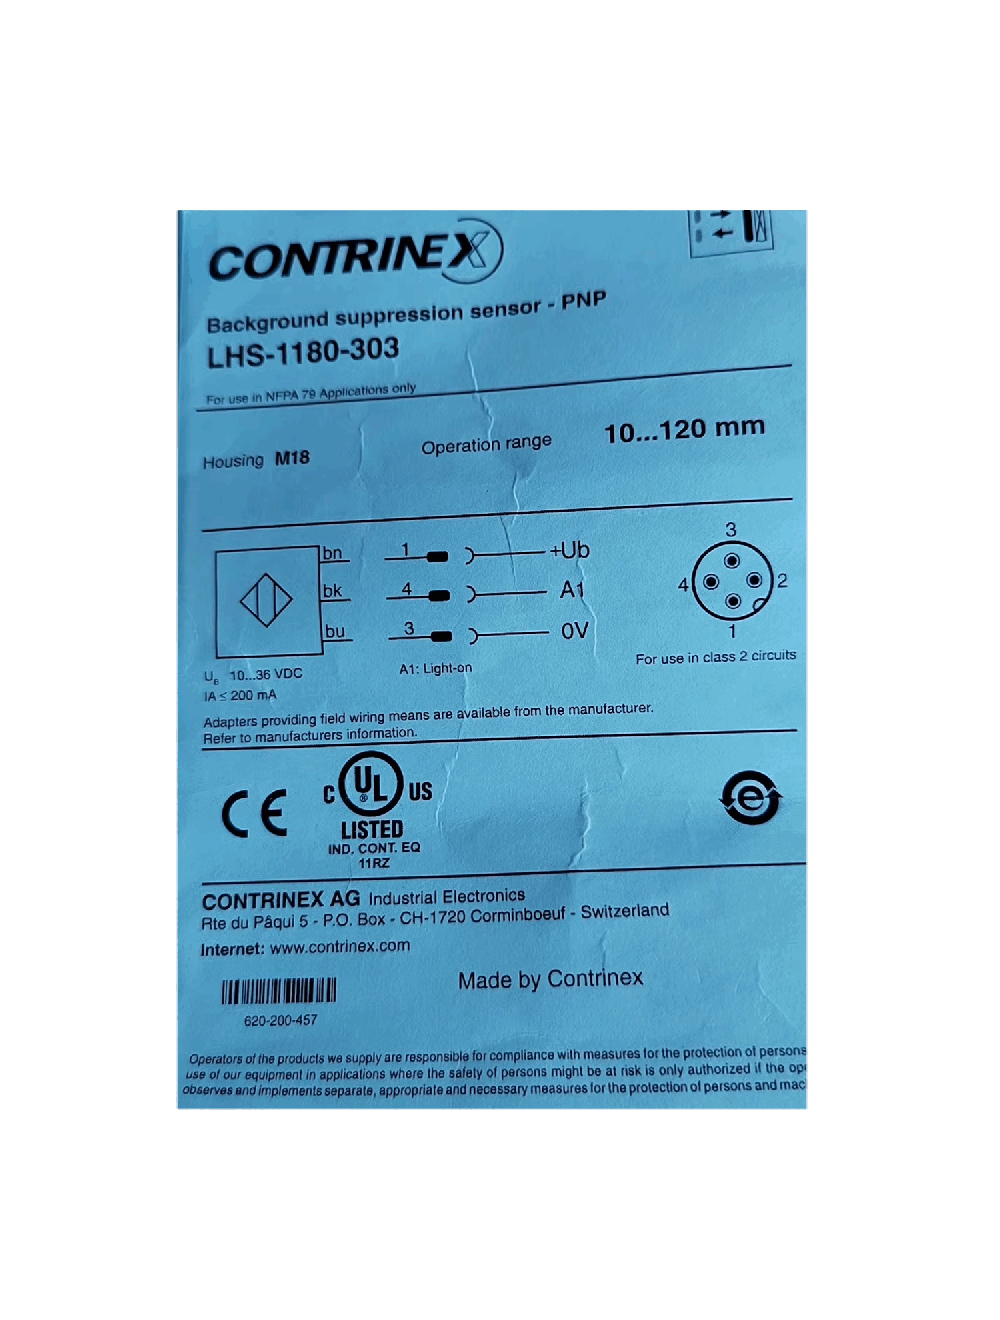 CONTRINEX
Background suppression sensor - PNP
LHS-1180-303
For use in NFPA 79 Applications only
Housing M18 Operation range 10...120 mm
bn 1 +Ub
bk 4 A1
bu 3 0V
3
4 2
1
UB 10...36 VDC
IA ≤ 200 mA
A1: Light-on
For use in class 2 circuits
Adapters providing field wiring means are available from the manufacturer.
Refer to manufacturers information.
CE
C UL ® US
LISTED
IND. CONT. EQ
11RZ
e
CONTRINEX AG Industrial Electronics
Rte du Pâqui 5 - P.O. Box - CH-1720 Corminboeuf - Switzerland
Internet: www.contrinex.com
Made by Contrinex
620-200-457
Operators of the products we supply are responsible for compliance with measures for the protection of persons
use of our equipment in applications where the safety of persons might be at risk is only authorized if the ope
observes and implements separate, appropriate and necessary measures for the protection of persons and mac